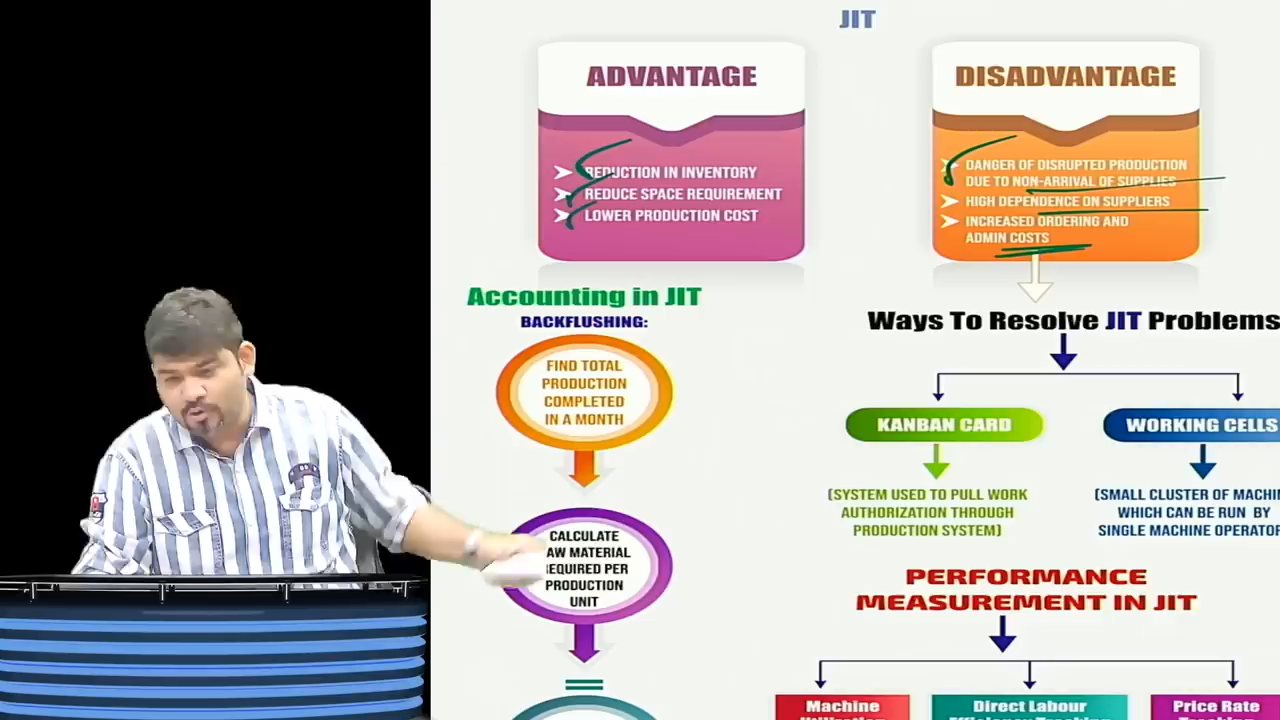 JIT
ADVANTAGE
REDUCTION IN INVENTORY
REDUCE SPACE REQUIREMENT
LOWER PRODUCTION COST
DISADVANTAGE
DANGER OF DISRUPTED PRODUCTION
DUE TO NON-ARRIVAL OF SUPPLIES
HIGH DEPENDENCE ON SUPPLIERS
INCREASED ORDERING AND
ADMIN COSTS
Accounting in JIT
BACKFLUSHING:
FIND TOTAL
PRODUCTION
COMPLETED
IN A MONTH
CALCULATE
AW MATERIAL
EQUIRED PER
PRODUCTION
UNIT
=
Ways To Resolve JIT Problems
KANBAN CARD
(SYSTEM USED TO PULL WORK
AUTHORIZATION THROUGH
PRODUCTION SYSTEM)
WORKING CELLS
(SMALL CLUSTER OF MACHIN
WHICH CAN BE RUN BY
SINGLE MACHINE OPERATOR
PERFORMANCE
MEASUREMENT IN JIT
Machine
Direct Labour
Price Rate